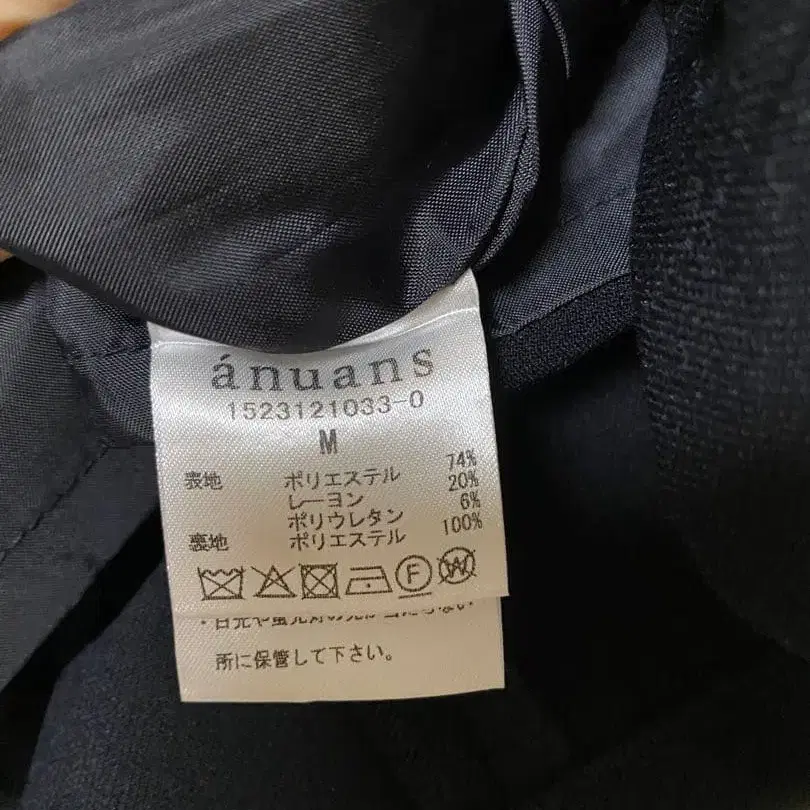 ánuans
1523121033-0
M
表地 ポリエステル 74%
レーヨン 20%
ポリウレタン 6%
裏地 ポリエステル 100%
F W
所に保管して下さい。